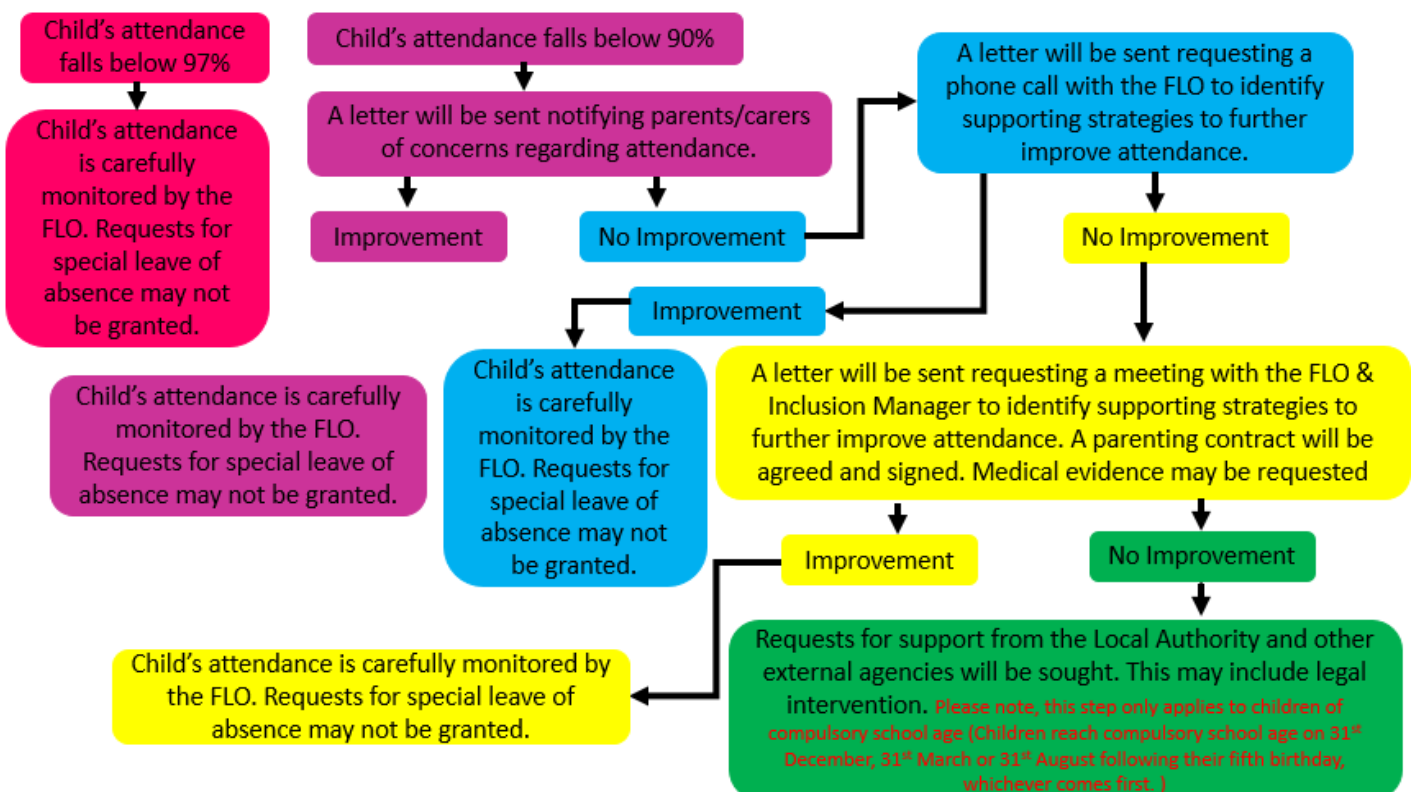 Child's attendance
falls below 97%
Child's attendance
is carefully
monitored by the
FLO. Requests for
special leave of
absence may not
be granted.
Child's attendance falls below 90%
A letter will be sent notifying parents/carers
of concerns regarding attendance.
Improvement
No Improvement
A letter will be sent requesting a
phone call with the FLO to identify
supporting strategies to further
improve attendance.
No Improvement
Improvement
Child's attendance is carefully
monitored by the FLO.
Requests for special leave of
absence may not be granted.
Child's attendance
is carefully
monitored by the
FLO. Requests for
special leave of
absence may not
be granted.
A letter will be sent requesting a meeting with the FLO &
Inclusion Manager to identify supporting strategies to
further improve attendance. A parenting contract will be
agreed and signed. Medical evidence may be requested
Improvement
No Improvement
Child's attendance is carefully monitored by
the FLO. Requests for special leave of
absence may not be granted.
Requests for support from the Local Authority and other
external agencies will be sought. This may include legal
intervention. Please note, this step only applies to children of
compulsory school age (Children reach compulsory school age on 31st
December, 31st March or 31st August following their fifth birthday,
whichever comes first. )